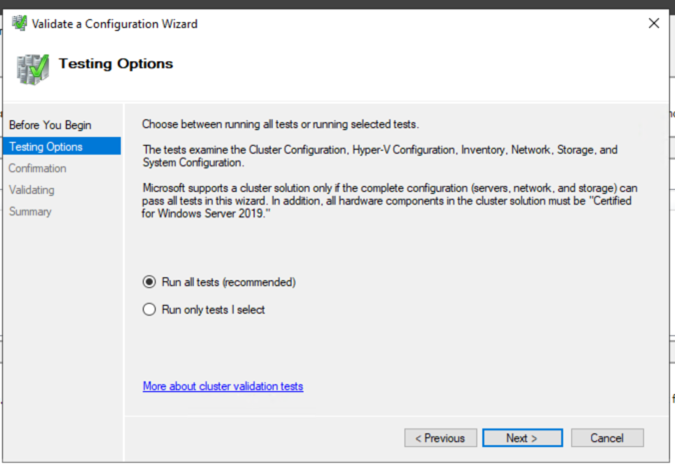 Validate a Configuration Wizard
Testing Options
Before You Begin
Testing Options
Confirmation
Validating
Summary
Choose between running all tests or running selected tests.
The tests examine the Cluster Configuration, Hyper-V Configuration, Inventory, Network, Storage, and
System Configuration.
Microsoft supports a cluster solution only if the complete configuration (servers, network, and storage) can
pass all tests in this wizard. In addition, all hardware components in the cluster solution must be "Certified
for Windows Server 2019."
Run all tests (recommended)
Run only tests I select
More about cluster validation tests
< Previous
Next >
Cancel